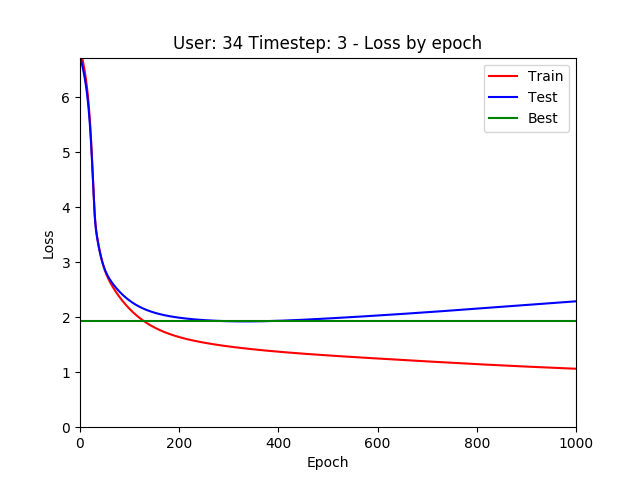 User: 34 Timestep: 3 - Loss by epoch
Train
Test
Best
6
5
4
3
2
1
0
Loss
0 200 400 600 800 1000
Epoch